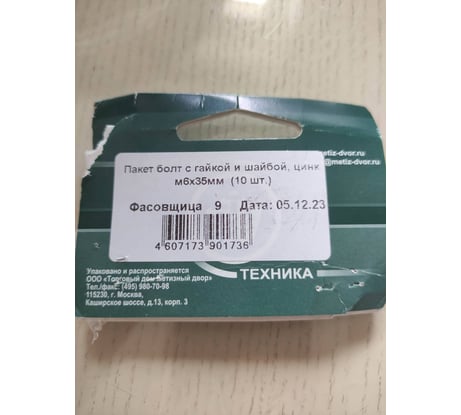 metiz-dvor.ru/
@metiz-dvor.ru
Пакет болт с гайкой и шайбой, цинк
м6х35мм (10 шт.)
Фасовщица 9 Дата: 05.12.23
4 607173 901736
Упаковано и распространяется
ООО «Торговый дом Метизный двор»
Тел./факс: (495) 980-70-98
115230, г. Москва,
Каширское шоссе, д.13, корп. 3
ТЕХНИКА